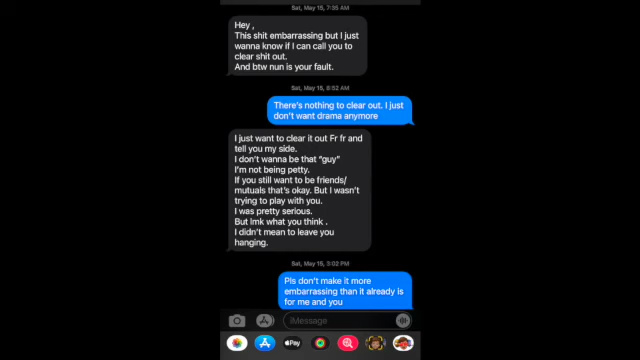 Sat, May 15, 7:35 AM
Hey ,
This shit embarrassing but I just
wanna know if I can call you to
clear shit out.
And btw nun is your fault.
Sat, May 15, 8:52 AM
There's nothing to clear out. I just
don't want drama anymore
I just want to clear it out Fr fr and
tell you my side.
I don't wanna be that “guy”
I'm not being petty.
If you still want to be friends/
mutuals that's okay. But I wasn't
trying to play with you.
I was pretty serious.
But lmk what you think .
I didn't mean to leave you
hanging.
Sat, May 15, 3:02 PM
Pls don't make it more
embarrassing than it already is
for me and you
iMessage
Pay